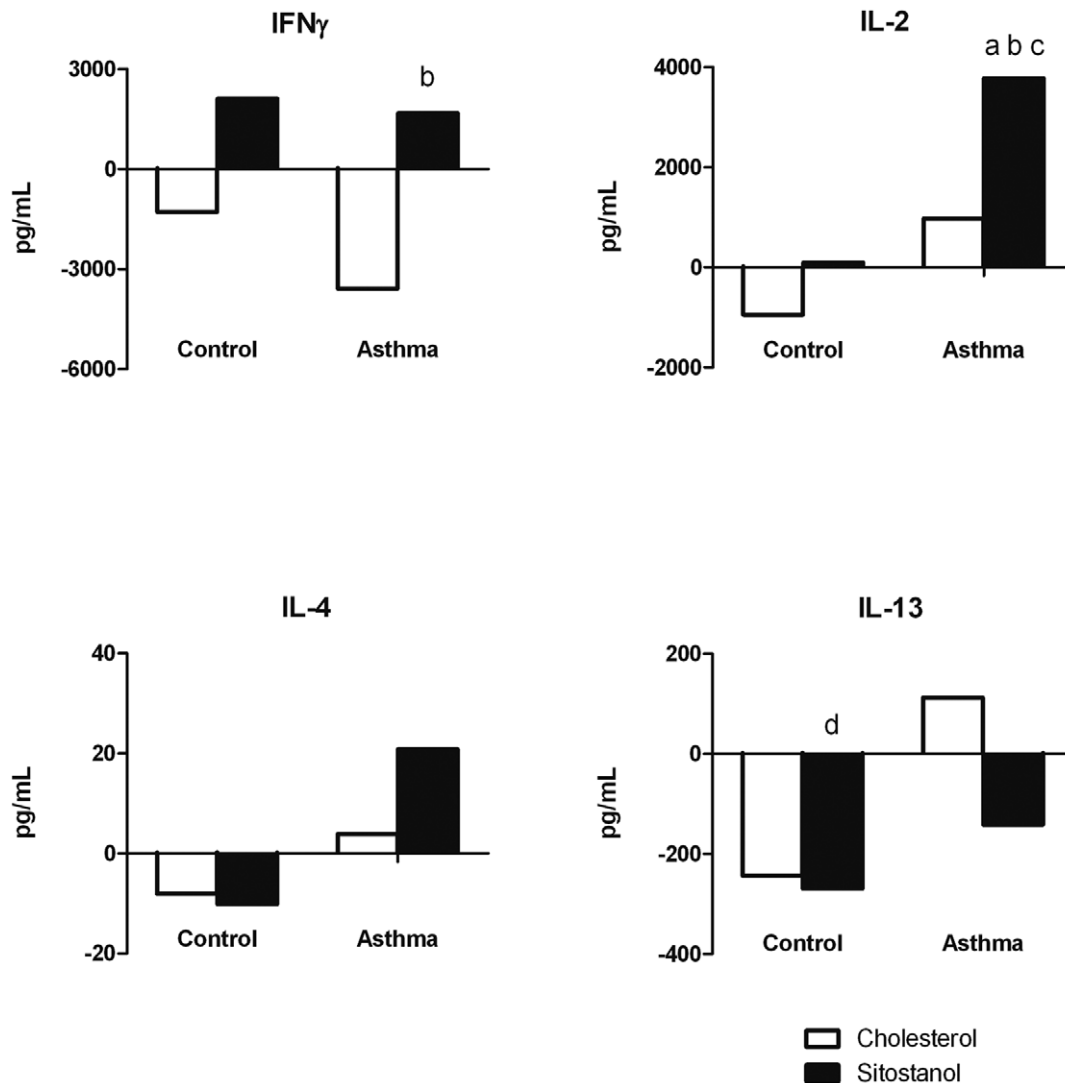 IFNγ
b
3000
0
-3000
-6000
pg/mL
Control Asthma
IL-2
a b c
4000
2000
0
-2000
pg/mL
Control Asthma
IL-4
40
20
0
-20
pg/mL
Control Asthma
IL-13
d
200
0
-200
-400
pg/mL
Control Asthma
Cholesterol
Sitostanol